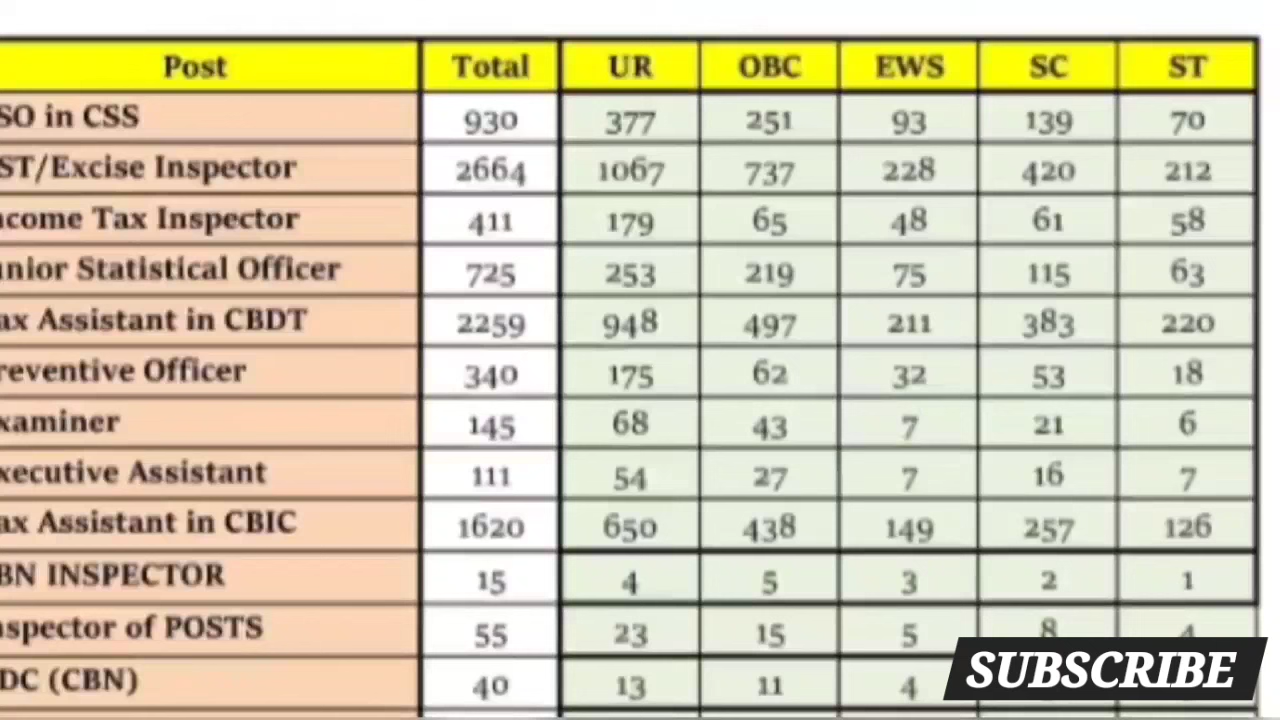 Post Total UR OBC EWS SC ST
SO in CSS 930 377 251 93 139 70
ST/Excise Inspector 2664 1067 737 228 420 212
ncome Tax Inspector 411 179 65 48 61 58
unior Statistical Officer 725 253 219 75 115 63
ax Assistant in CBDT 2259 948 497 211 383 220
reventive Officer 340 175 62 32 53 18
xaminer 145 68 43 7 21 6
xecutive Assistant 111 54 27 7 16 7
ax Assistant in CBIC 1620 650 438 149 257 126
BN INSPECTOR 15 4 5 3 2 1
nspector of POSTS 55 23 15 5 8 4
DC (CBN) 40 13 11 4
SUBSCRIBE